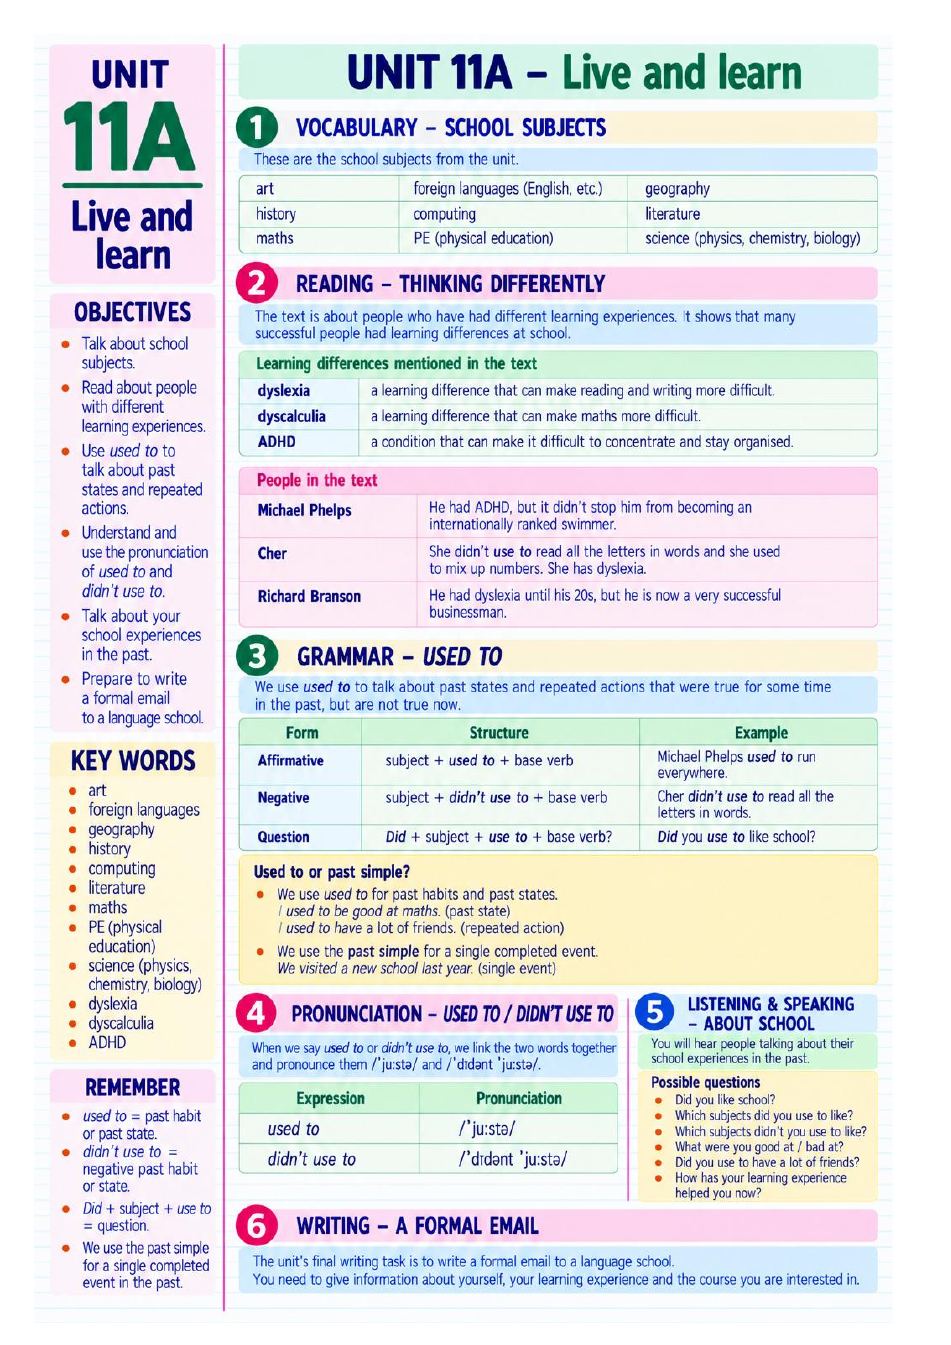 UNIT
11A
Live and
learn
OBJECTIVES
• Talk about school
subjects.
• Read about people
with different
learning experiences.
• Use used to to
talk about past
states and repeated
actions.
• Understand and
use the pronunciation
of used to and
didn't use to.
• Talk about your
school experiences
in the past.
• Prepare to write
a formal email
to a language school.
KEY WORDS
• art
• foreign languages
• geography
• history
• computing
• literature
• maths
• PE (physical
education)
• science (physics,
chemistry, biology)
• dyslexia
• dyscalculia
• ADHD
REMEMBER
• used to = past habit
or past state.
• didn't use to =
negative past habit
or state.
• Did + subject + use to
= question.
• We use the past simple
for a single completed
event in the past.
UNIT 11A – Live and learn
1 VOCABULARY – SCHOOL SUBJECTS
These are the school subjects from the unit.
art foreign languages (English, etc.) geography
history computing literature
maths PE (physical education) science (physics, chemistry, biology)
2 READING – THINKING DIFFERENTLY
The text is about people who have had different learning experiences. It shows that many
successful people had learning differences at school.
Learning differences mentioned in the text
dyslexia a learning difference that can make reading and writing more difficult.
dyscalculia a learning difference that can make maths more difficult.
ADHD a condition that can make it difficult to concentrate and stay organised.
People in the text
Michael Phelps He had ADHD, but it didn't stop him from becoming an
internationally ranked swimmer.
Cher She didn't use to read all the letters in words and she used
to mix up numbers. She has dyslexia.
Richard Branson He had dyslexia until his 20s, but he is now a very successful
businessman.
3 GRAMMAR – USED TO
We use used to to talk about past states and repeated actions that were true for some time
in the past, but are not true now.
Form Structure Example
Affirmative subject + used to + base verb Michael Phelps used to run
everywhere.
Negative subject + didn't use to + base verb Cher didn't use to read all the
letters in words.
Question Did + subject + use to + base verb? Did you use to like school?
Used to or past simple?
• We use used to for past habits and past states.
I used to be good at maths. (past state)
I used to have a lot of friends. (repeated action)
• We use the past simple for a single completed event.
We visited a new school last year. (single event)
4 PRONUNCIATION – USED TO / DIDN'T USE TO
When we say used to or didn't use to, we link the two words together
and pronounce them /ˈjuːstə/ and /ˈdɪdənt ˈjuːstə/.
Expression Pronunciation
used to /ˈjuːstə/
didn't use to /ˈdɪdənt ˈjuːstə/
5 LISTENING & SPEAKING
– ABOUT SCHOOL
You will hear people talking about their
school experiences in the past.
Possible questions
• Did you like school?
• Which subjects did you use to like?
• Which subjects didn't you use to like?
• What were you good at / bad at?
• Did you use to have a lot of friends?
• How has your learning experience
helped you now?
6 WRITING – A FORMAL EMAIL
The unit's final writing task is to write a formal email to a language school.
You need to give information about yourself, your learning experience and the course you are interested in.